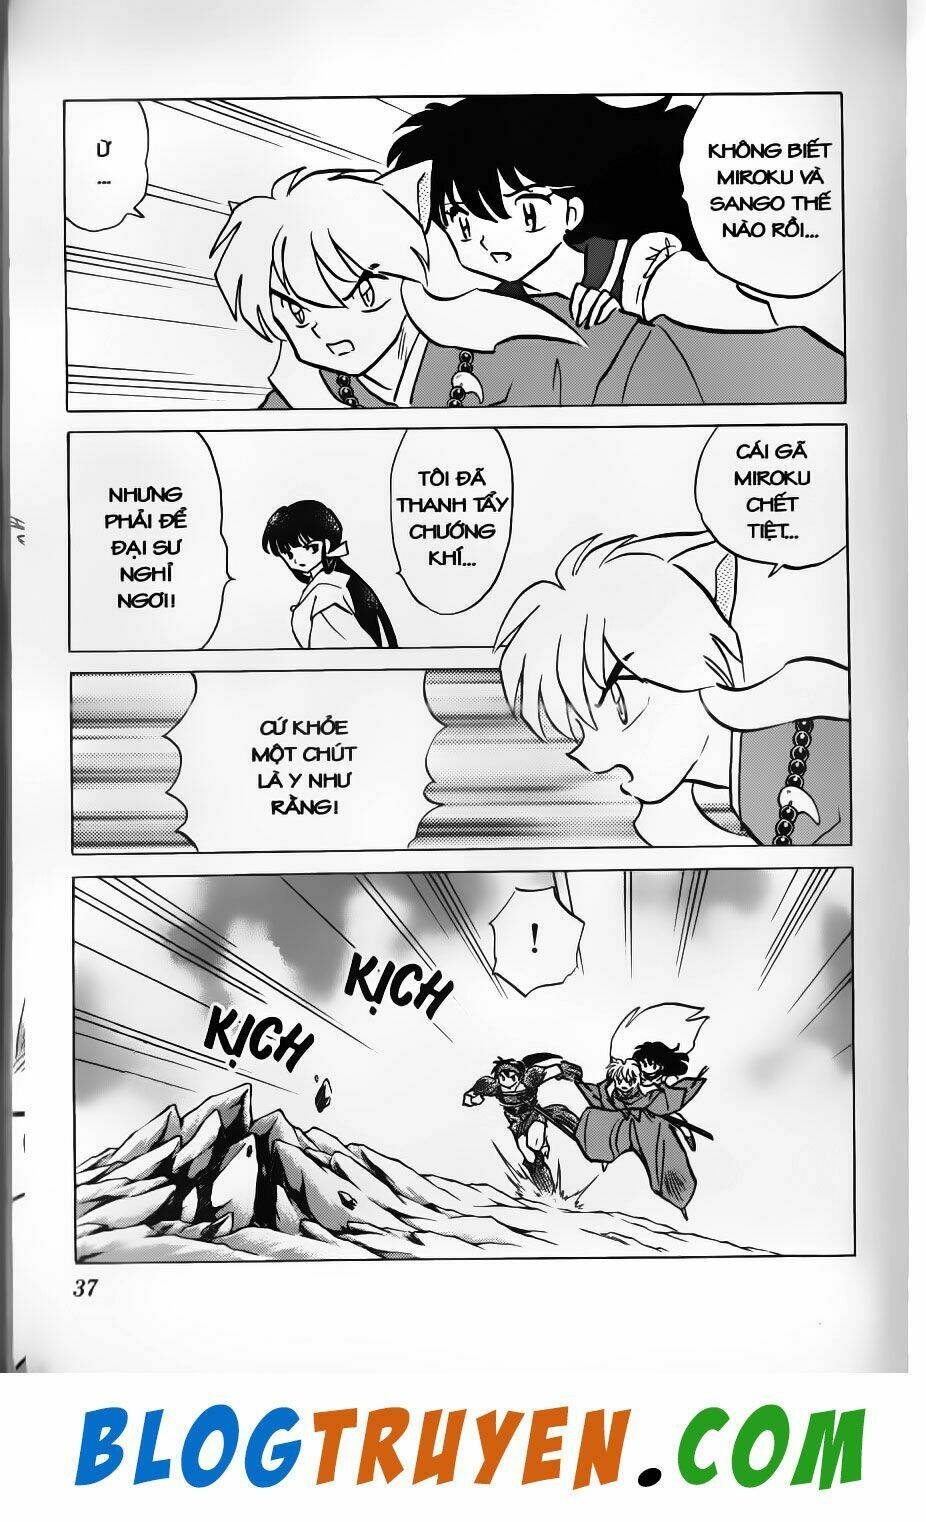 KHÔNG BIẾT
MIROKU VÀ
SANGO THẾ
NÀO RỒI...
Ừ
...
CÁI GÃ
MIROKU
CHẾT
TIỆT...
TÔI ĐÃ
THANH TẨY
CHƯỚNG
KHÍ...
NHƯNG
PHẢI ĐỂ
ĐẠI SƯ
NGHỈ
NGƠI!
CỨ KHỎE
MỘT CHÚT
LÀ Y NHƯ
RẰNG!
!
KỊCH
KỊCH
37
BLOGTRUYEN.COM